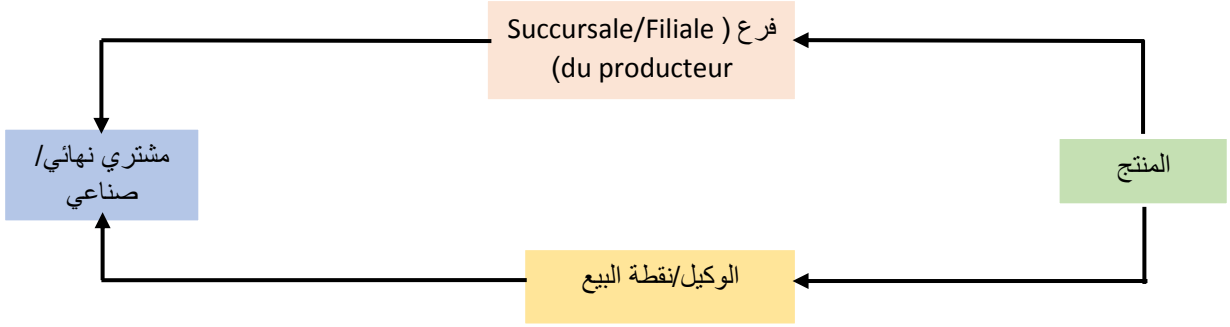 فرع ( Succursale/Filiale
du producteur)
المنتج
مشتري نهائي/
صناعي
الوكيل/نقطة البيع